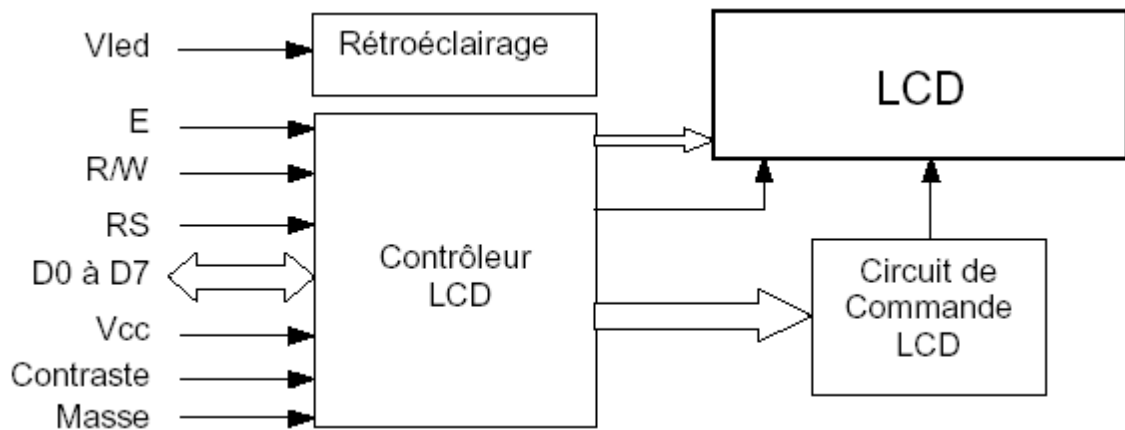 Vled
Rétroéclairage
LCD
E
R/W
RS
D0 à D7
Vcc
Contraste
Masse
Contrôleur
LCD
Circuit de
Commande
LCD